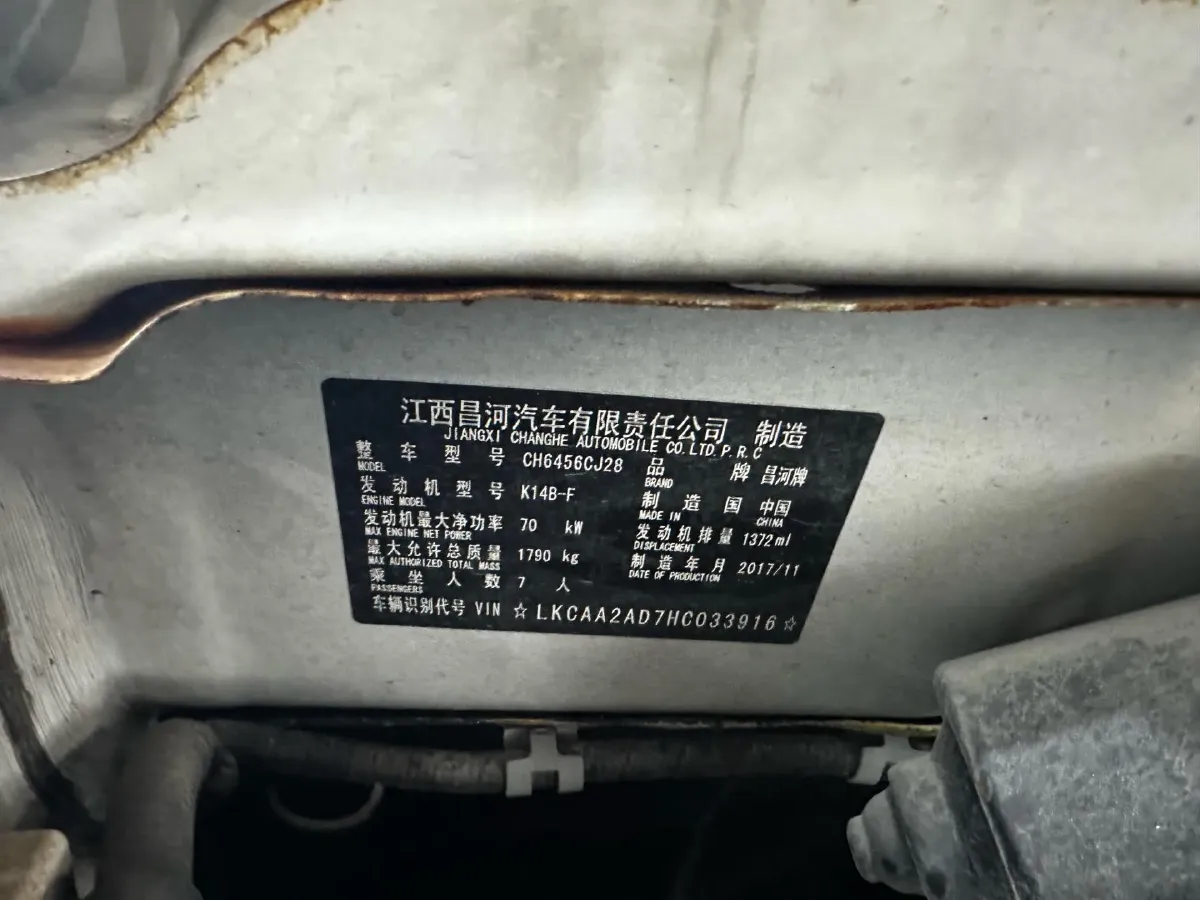 江西昌河汽车有限责任公司 制造
JIANGXI CHANGHE AUTOMOBILE CO.LTD.P.R.C
整车型号 CH6456CJ28 品牌 昌河牌
MODEL BRAND
发动机型号 K14B-F 制造国 中国
ENGINE MODEL MADE IN CHINA
发动机最大净功率 70 kW 发动机排量 1372ml
MAX ENGINE NET POWER DISPLACEMENT
最大允许总质量 1790 kg 制造年月 2017/11
MAX AUTHORIZED TOTAL MASS DATE OF PRODUCTION
乘坐人数 7 人
PASSENGERS
车辆识别代号 VIN ☆LKCAA2AD7HC033916☆